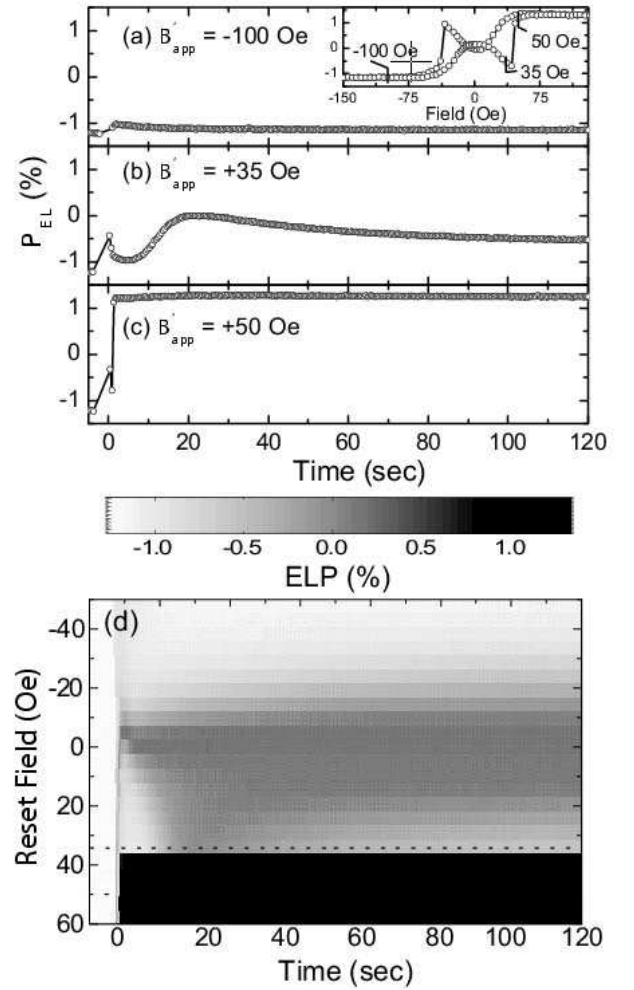 (a) B'app = -100 Oe
1
0
-1
1
0
-1
-100 Oe
50 Oe
35 Oe
-150 -75 0 75
Field (Oe)
P EL (%)
(b) B'app = +35 Oe
1
0
-1
(c) B'app = +50 Oe
1
0
-1
0 20 40 60 80 100 120
Time (sec)
-1.0 -0.5 0.0 0.5 1.0
ELP (%)
(d)
Reset Field (Oe)
-40
-20
0
20
40
60
0 20 40 60 80 100 120
Time (sec)